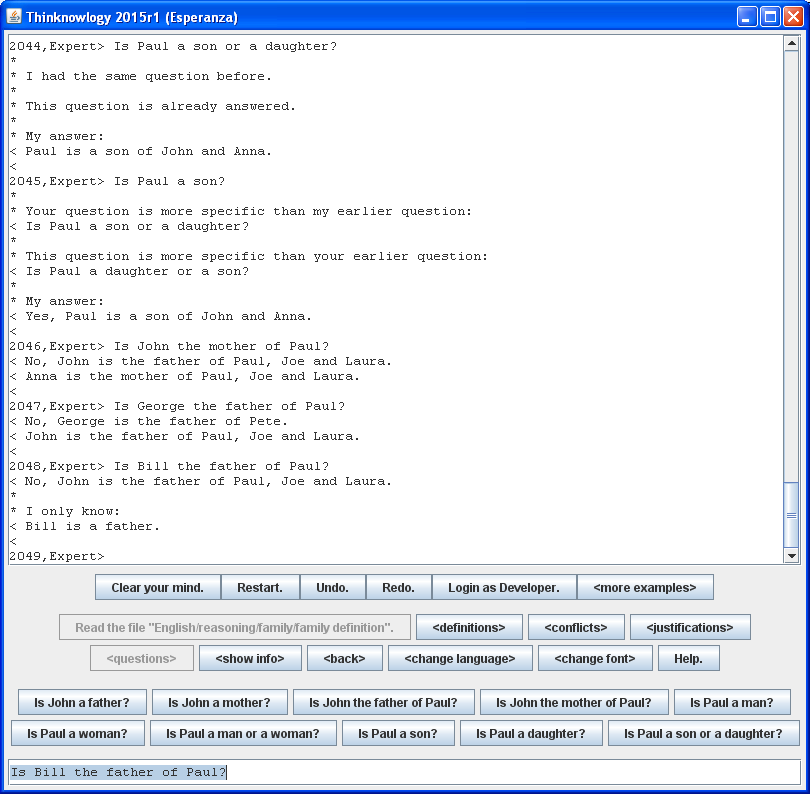 Thinknowlogy 2015r1 (Esperanza)
2044,Expert> Is Paul a son or a daughter?
*
* I had the same question before.
*
* This question is already answered.
*
* My answer:
< Paul is a son of John and Anna.
<
2045,Expert> Is Paul a son?
*
* Your question is more specific than my earlier question:
< Is Paul a son or a daughter?
*
* This question is more specific than your earlier question:
< Is Paul a daughter or a son?
*
* My answer:
< Yes, Paul is a son of John and Anna.
<
2046,Expert> Is John the mother of Paul?
< No, John is the father of Paul, Joe and Laura.
< Anna is the mother of Paul, Joe and Laura.
<
2047,Expert> Is George the father of Paul?
< No, George is the father of Pete.
< John is the father of Paul, Joe and Laura.
<
2048,Expert> Is Bill the father of Paul?
< No, John is the father of Paul, Joe and Laura.
*
* I only know:
< Bill is a father.
<
2049,Expert>
Clear your mind. Restart. Undo. Redo. Login as Developer. <more examples>
Read the file "English/reasoning/family/family definition". <definitions> <conflicts> <justifications>
<questions> <show info> <back> <change language> <change font> Help.
Is John a father? Is John a mother? Is John the father of Paul? Is John the mother of Paul? Is Paul a man?
Is Paul a woman? Is Paul a man or a woman? Is Paul a son? Is Paul a daughter? Is Paul a son or a daughter?
Is Bill the father of Paul?